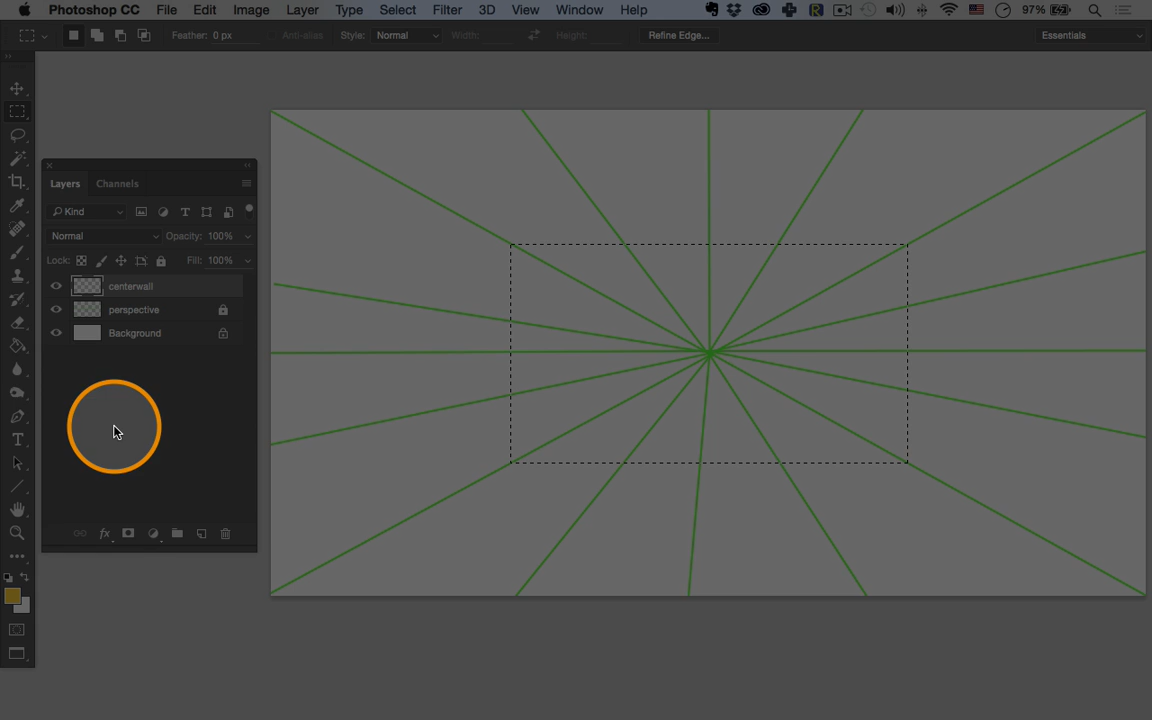 Photoshop CC File Edit Image Layer Type Select Filter 3D View Window Help 97%
Feather: 0 px Anti-alias Style: Normal Width: Height: Refine Edge... Essentials
Layers Channels
Kind
Normal Opacity: 100%
Lock: Fill: 100%
centerwall
perspective
Background
fx